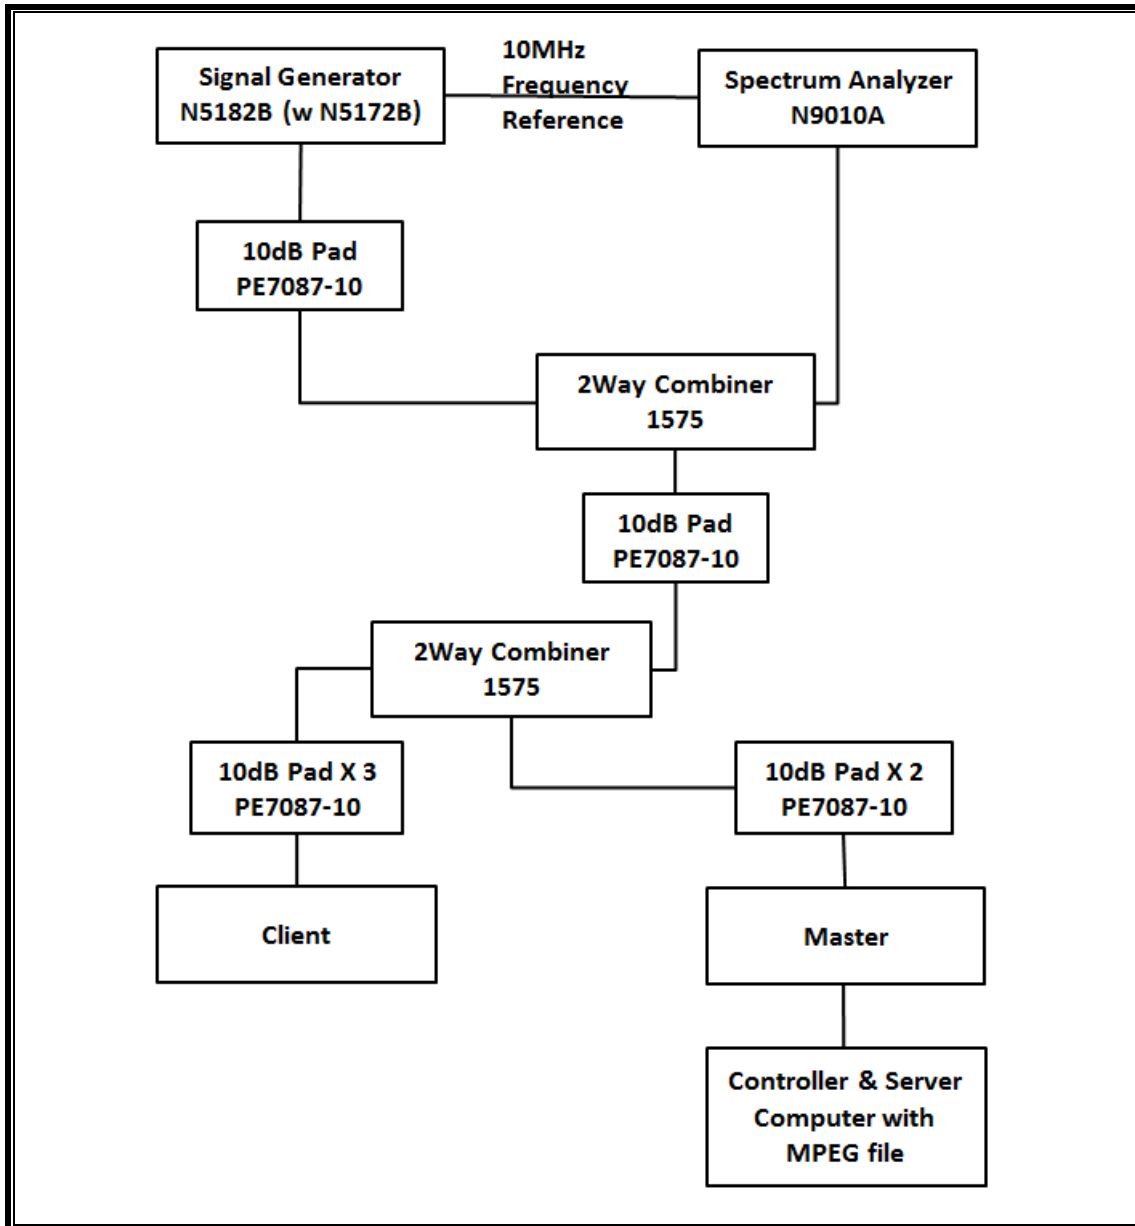 Signal Generator
N5182B (w N5172B)
10MHz
Frequency
Reference
Spectrum Analyzer
N9010A
10dB Pad
PE7087-10
2Way Combiner
1575
10dB Pad
PE7087-10
2Way Combiner
1575
10dB Pad X 3
PE7087-10
10dB Pad X 2
PE7087-10
Client
Master
Controller & Server
Computer with
MPEG file